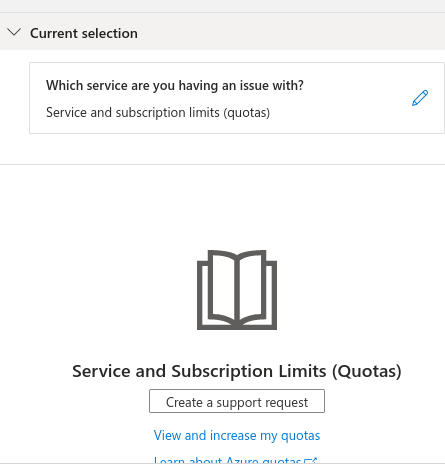 Current selection
Which service are you having an issue with?
Service and subscription limits (quotas)
Service and Subscription Limits (Quotas)
Create a support request
View and increase my quotas
Learn about Azure quotas